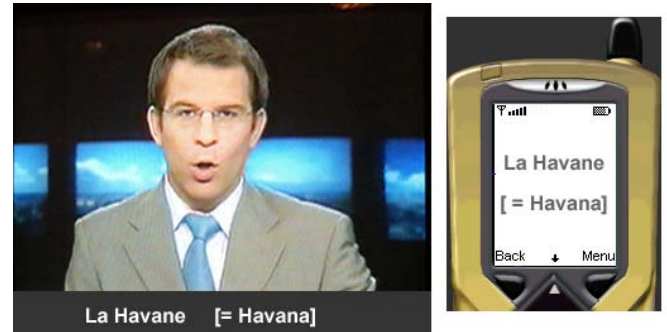 La Havane [= Havana]
La Havane
[ = Havana]
Back Menu